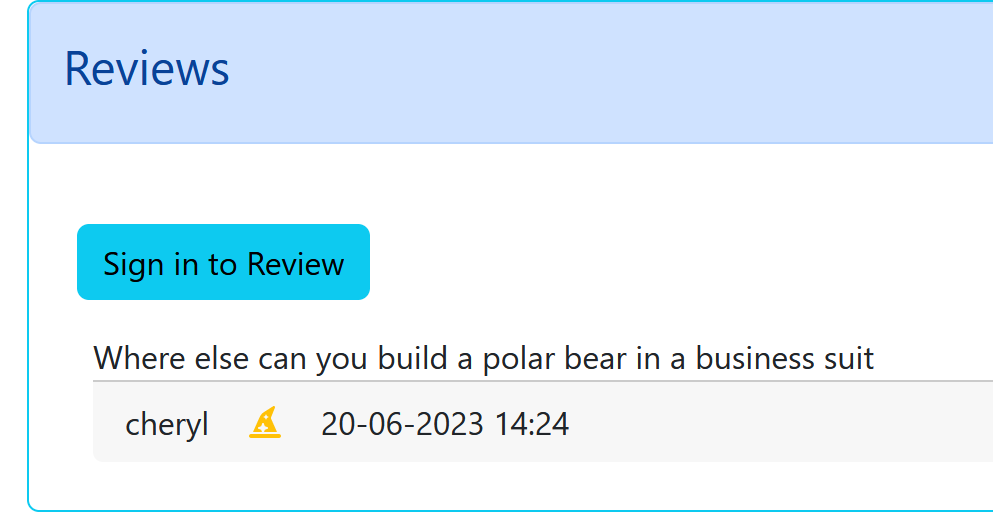 Reviews
Sign in to Review
Where else can you build a polar bear in a business suit
cheryl 20-06-2023 14:24